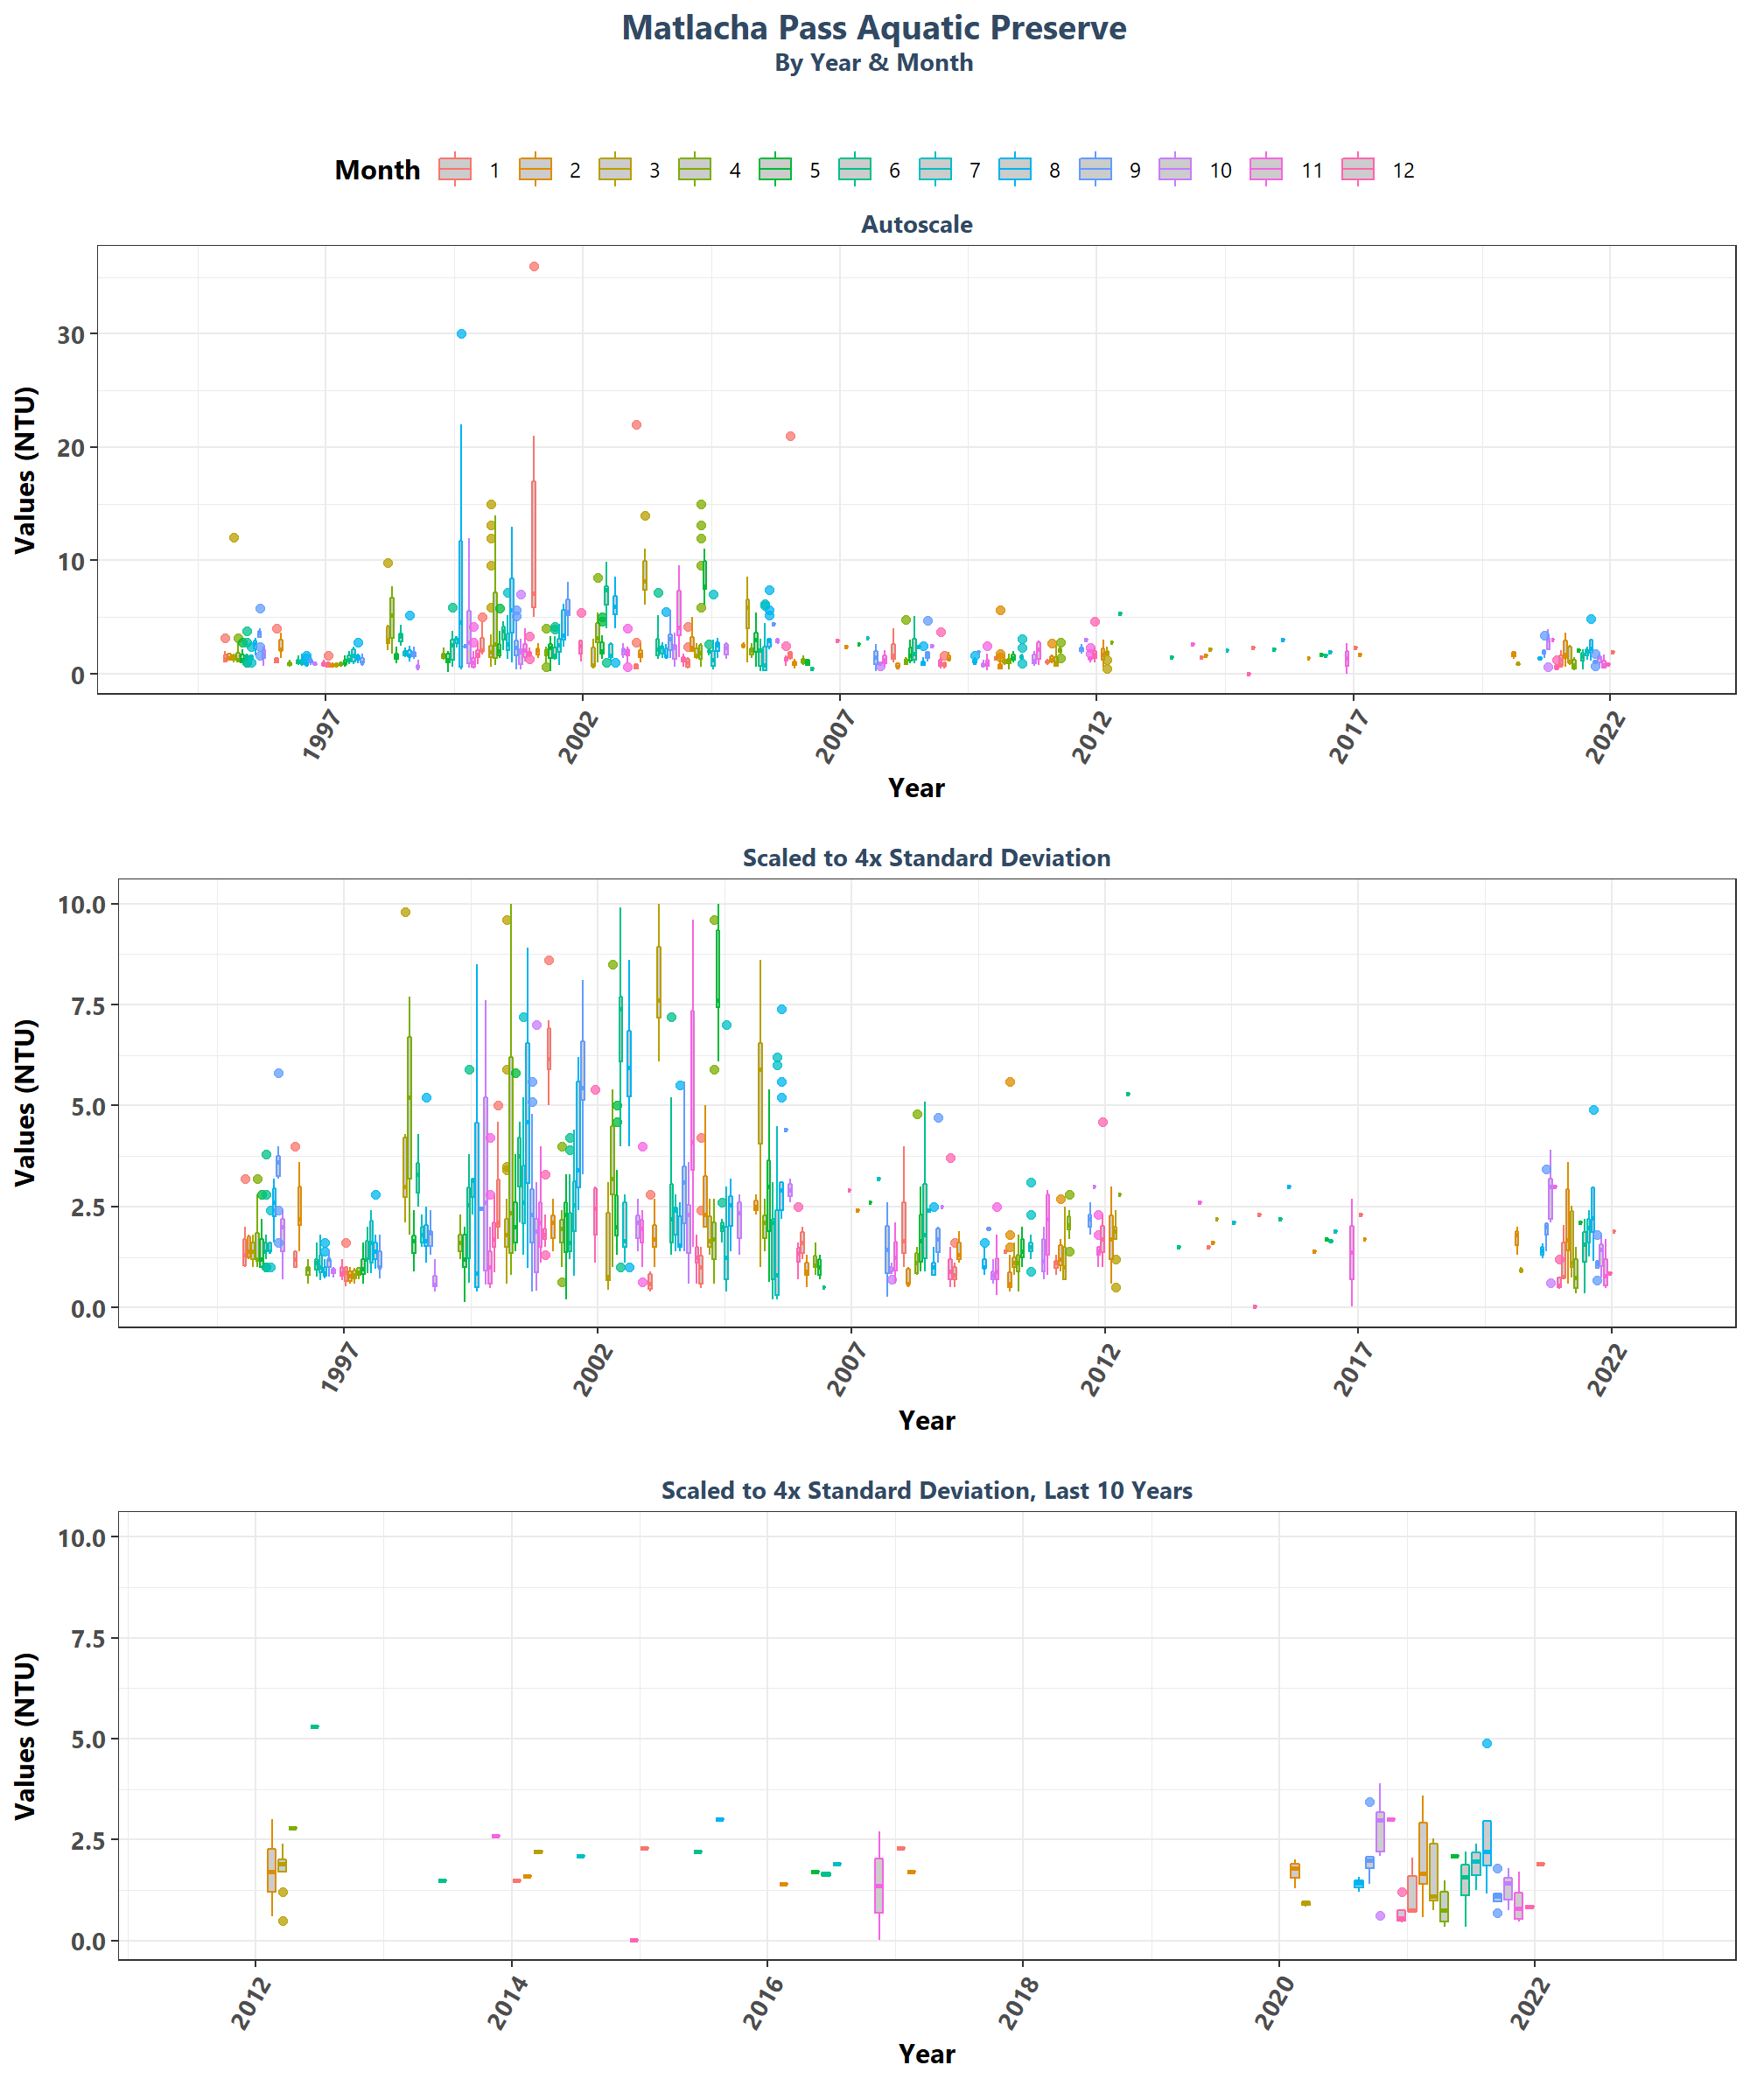 Matlacha Pass Aquatic Preserve
By Year & Month
Month 1 2 3 4 5 6 7 8 9 10 11 12
Autoscale
Values (NTU)
30
20
10
0
1997 2002 2007 2012 2017 2022
Year
Scaled to 4x Standard Deviation
Values (NTU)
10.0
7.5
5.0
2.5
0.0
1997 2002 2007 2012 2017 2022
Year
Scaled to 4x Standard Deviation, Last 10 Years
Values (NTU)
10.0
7.5
5.0
2.5
0.0
2012 2014 2016 2018 2020 2022
Year